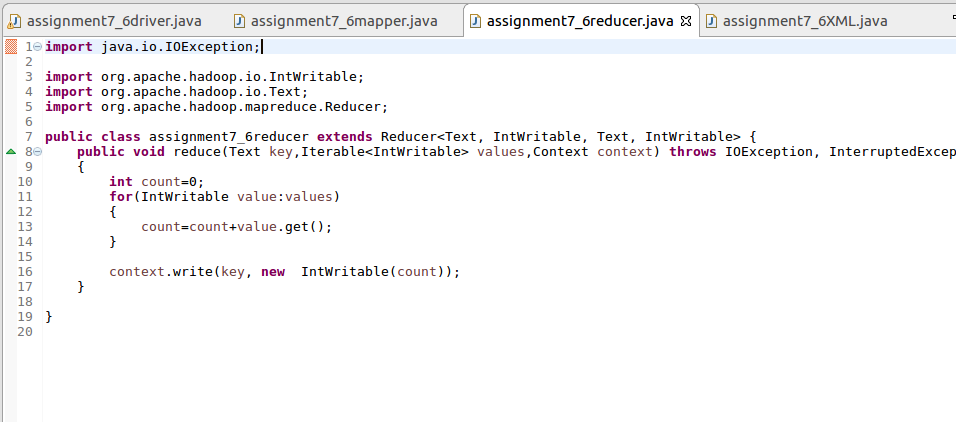 assignment7_6driver.java assignment7_6mapper.java assignment7_6reducer.java assignment7_6XML.java
1 import java.io.IOException;
2
3 import org.apache.hadoop.io.IntWritable;
4 import org.apache.hadoop.io.Text;
5 import org.apache.hadoop.mapreduce.Reducer;
6
7 public class assignment7_6reducer extends Reducer<Text, IntWritable, Text, IntWritable> {
8 public void reduce(Text key,Iterable<IntWritable> values,Context context) throws IOException, InterruptedExcep
9 {
10 int count=0;
11 for(IntWritable value:values)
12 {
13 count=count+value.get();
14 }
15
16 context.write(key, new  IntWritable(count));
17 }
18
19 }
20